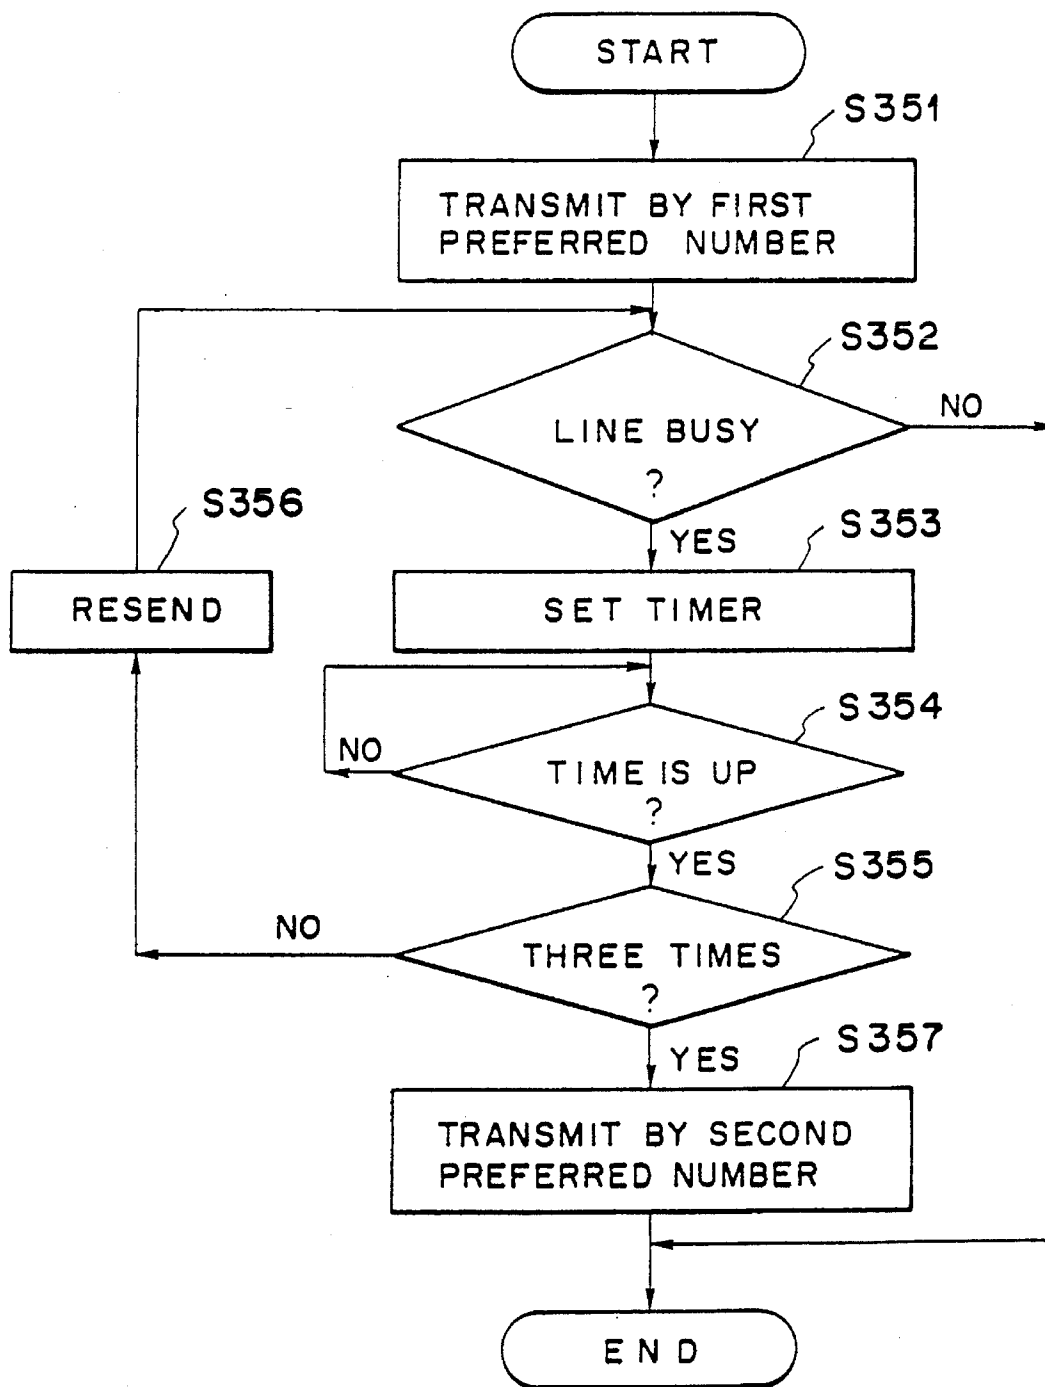 START
S351
TRANSMIT BY FIRST
PREFERRED NUMBER
S352
LINE BUSY
?
NO
YES
S356
RESEND
S353
SET TIMER
S354
TIME IS UP
?
NO
YES
S355
THREE TIMES
?
NO
YES
S357
TRANSMIT BY SECOND
PREFERRED NUMBER
END